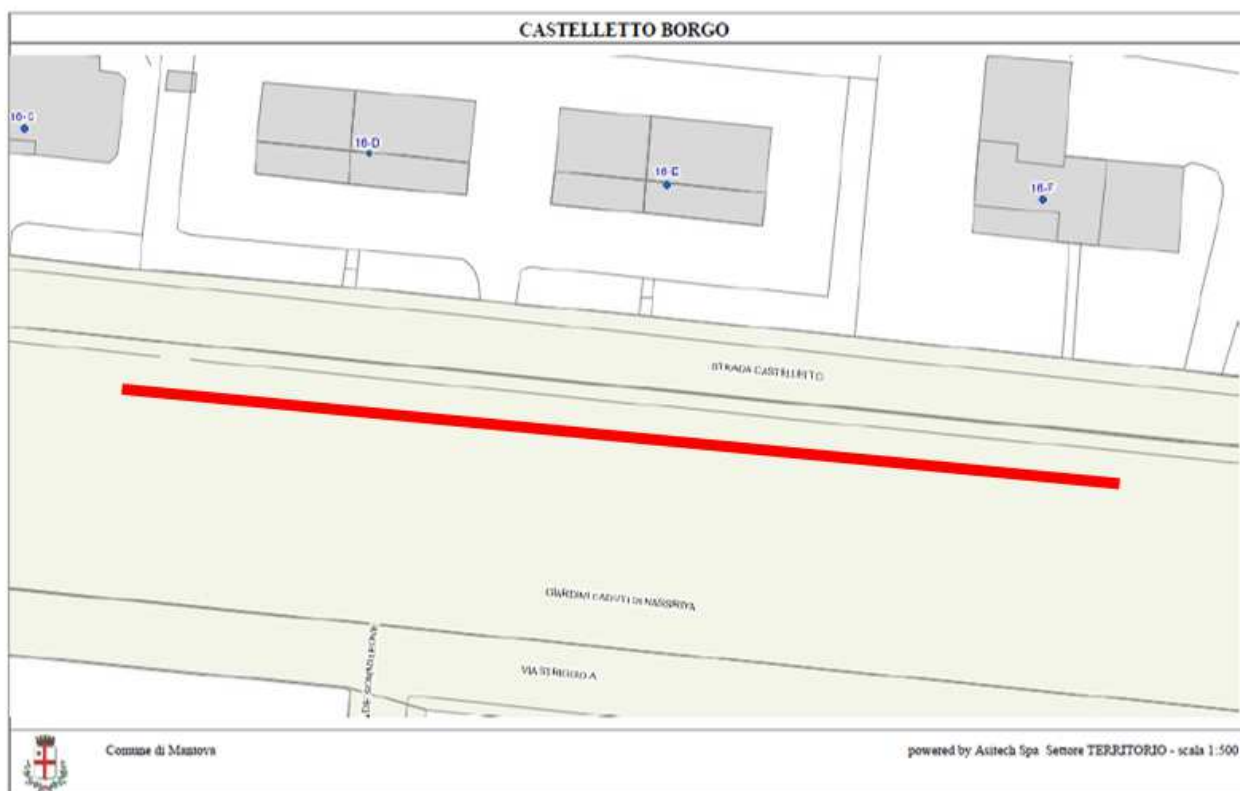 CASTELLETTO BORGO
16-D
16-E
16-F
STRADA CASTELLETTO
GIARDINI CADUTI DI NASSIRIYA
VIA STRIGGIO A
Comune di Mantova
powered by Asitech Spa Settore TERRITORIO - scala 1:500